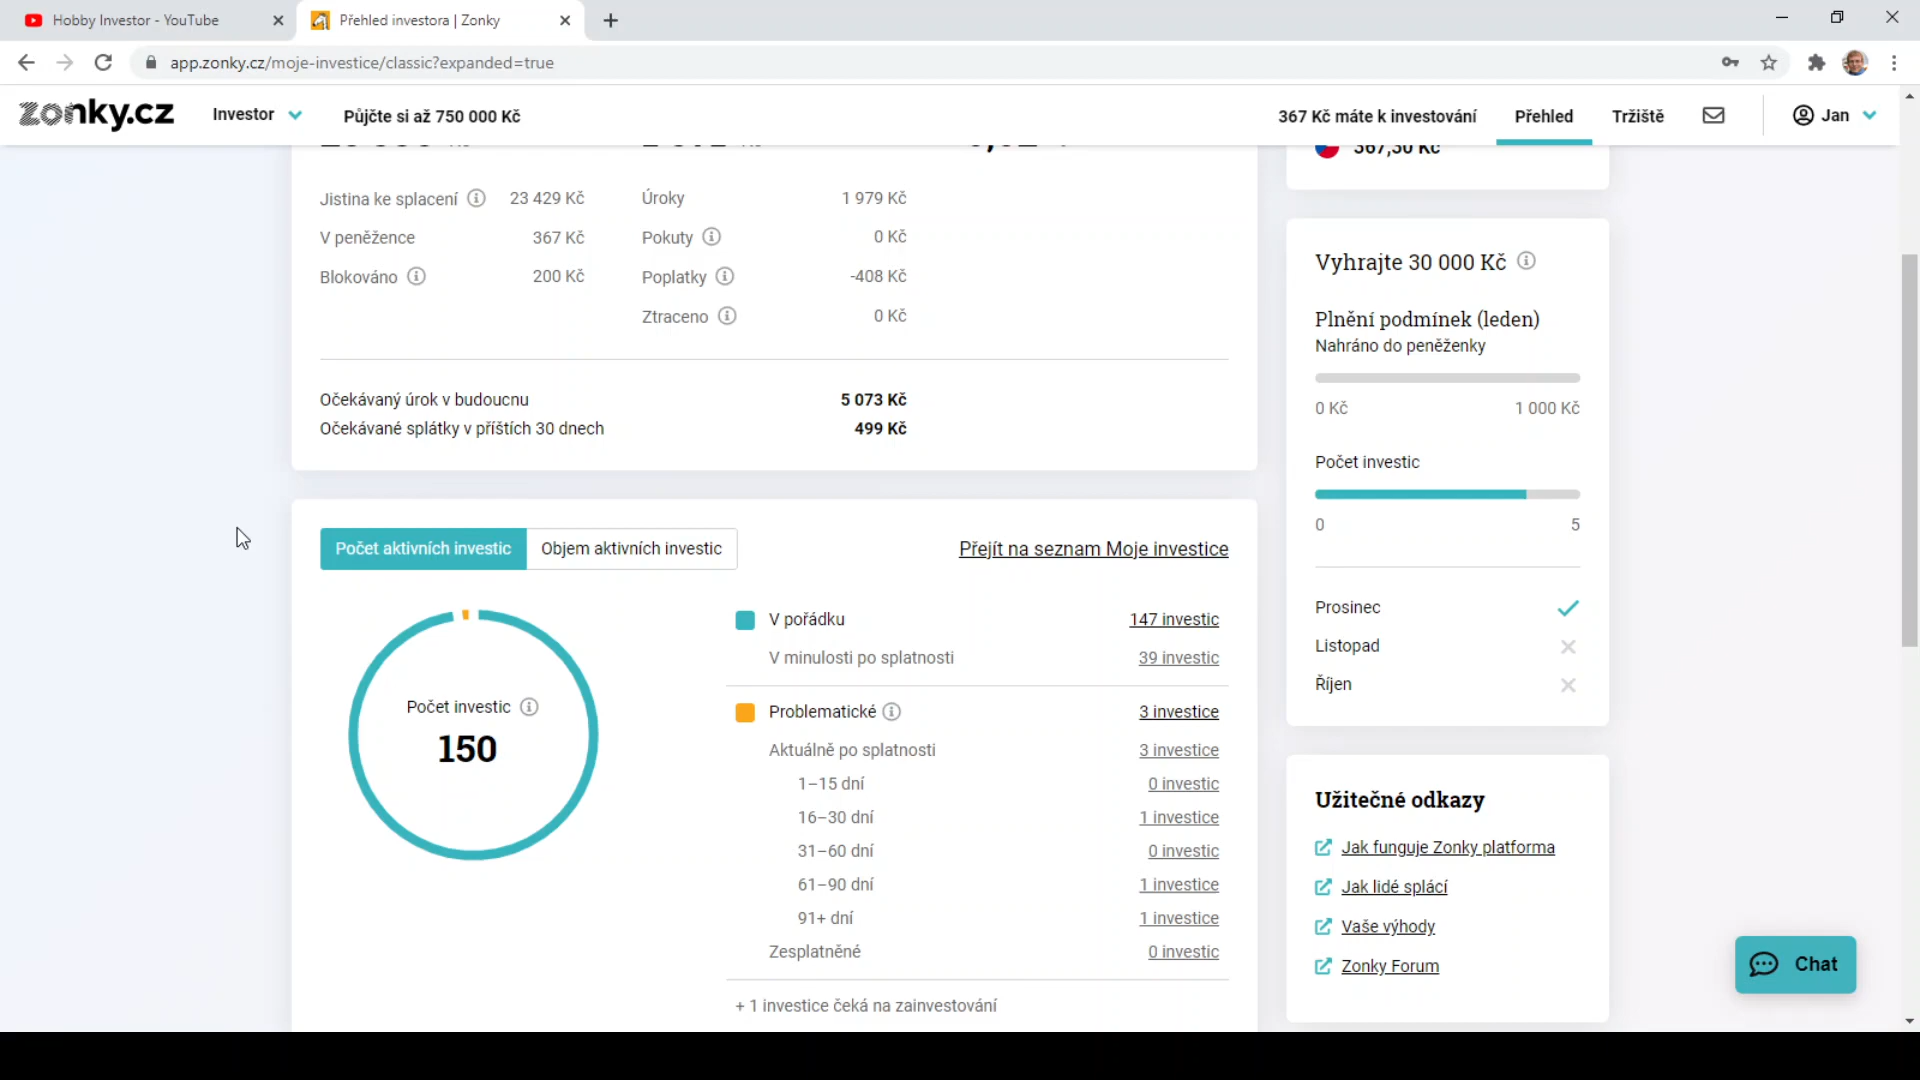 Hobby Investor - YouTube
Přehled investora | Zonky
app.zonky.cz/moje-investice/classic?expanded=true
zonky.cz
Investor
Půjčte si až 750 000 Kč
367 Kč máte k investování
Přehled
Tržiště
Jan
367,30 Kč
Jistina ke splacení 23 429 Kč
V peněžence 367 Kč
Blokováno 200 Kč
Úroky 1 979 Kč
Pokuty 0 Kč
Poplatky -408 Kč
Ztraceno 0 Kč
Očekávaný úrok v budoucnu 5 073 Kč
Očekávané splátky v příštích 30 dnech 499 Kč
Počet aktivních investic
Objem aktivních investic
Přejít na seznam Moje investice
Počet investic
150
V pořádku 147 investic
V minulosti po splatnosti 39 investic
Problematické 3 investice
Aktuálně po splatnosti 3 investice
1–15 dní 0 investic
16–30 dní 1 investice
31–60 dní 0 investic
61–90 dní 1 investice
91+ dní 1 investice
Zesplatněné 0 investic
+ 1 investice čeká na zainvestování
Vyhrajte 30 000 Kč
Plnění podmínek (leden)
Nahráno do peněženky
0 Kč 1 000 Kč
Počet investic
0 5
Prosinec
Listopad
Říjen
Užitečné odkazy
Jak funguje Zonky platforma
Jak lidé splácí
Vaše výhody
Zonky Forum
Chat